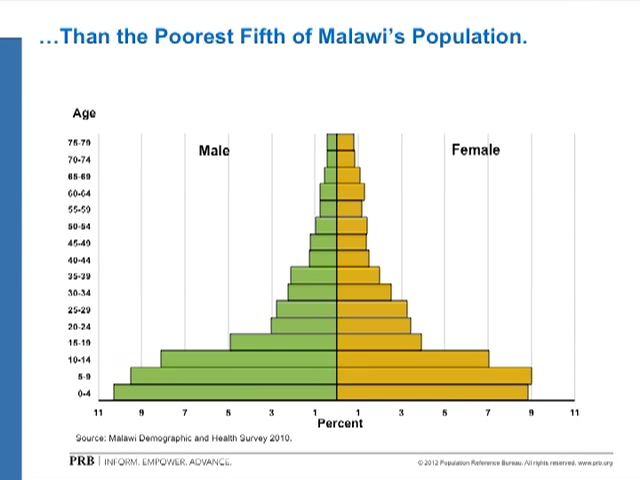 ...Than the Poorest Fifth of Malawi's Population.
Age
Male
Female
75-79
70-74
65-69
60-64
55-59
50-54
45-49
40-44
35-39
30-34
25-29
20-24
15-19
10-14
5-9
0-4
11 9 7 5 3 1 1 3 5 7 9 11
Percent
Source: Malawi Demographic and Health Survey 2010.
PRB | INFORM. EMPOWER. ADVANCE.
© 2012 Population Reference Bureau. All rights reserved. www.prb.org